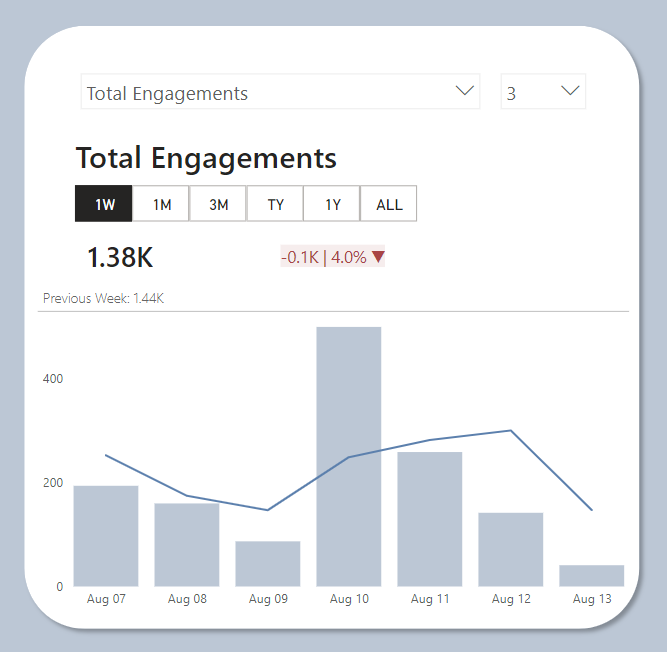 Total Engagements 3
Total Engagements
1W 1M 3M TY 1Y ALL
1.38K -0.1K | 4.0% ▼
Previous Week: 1.44K
400
200
0
Aug 07 Aug 08 Aug 09 Aug 10 Aug 11 Aug 12 Aug 13